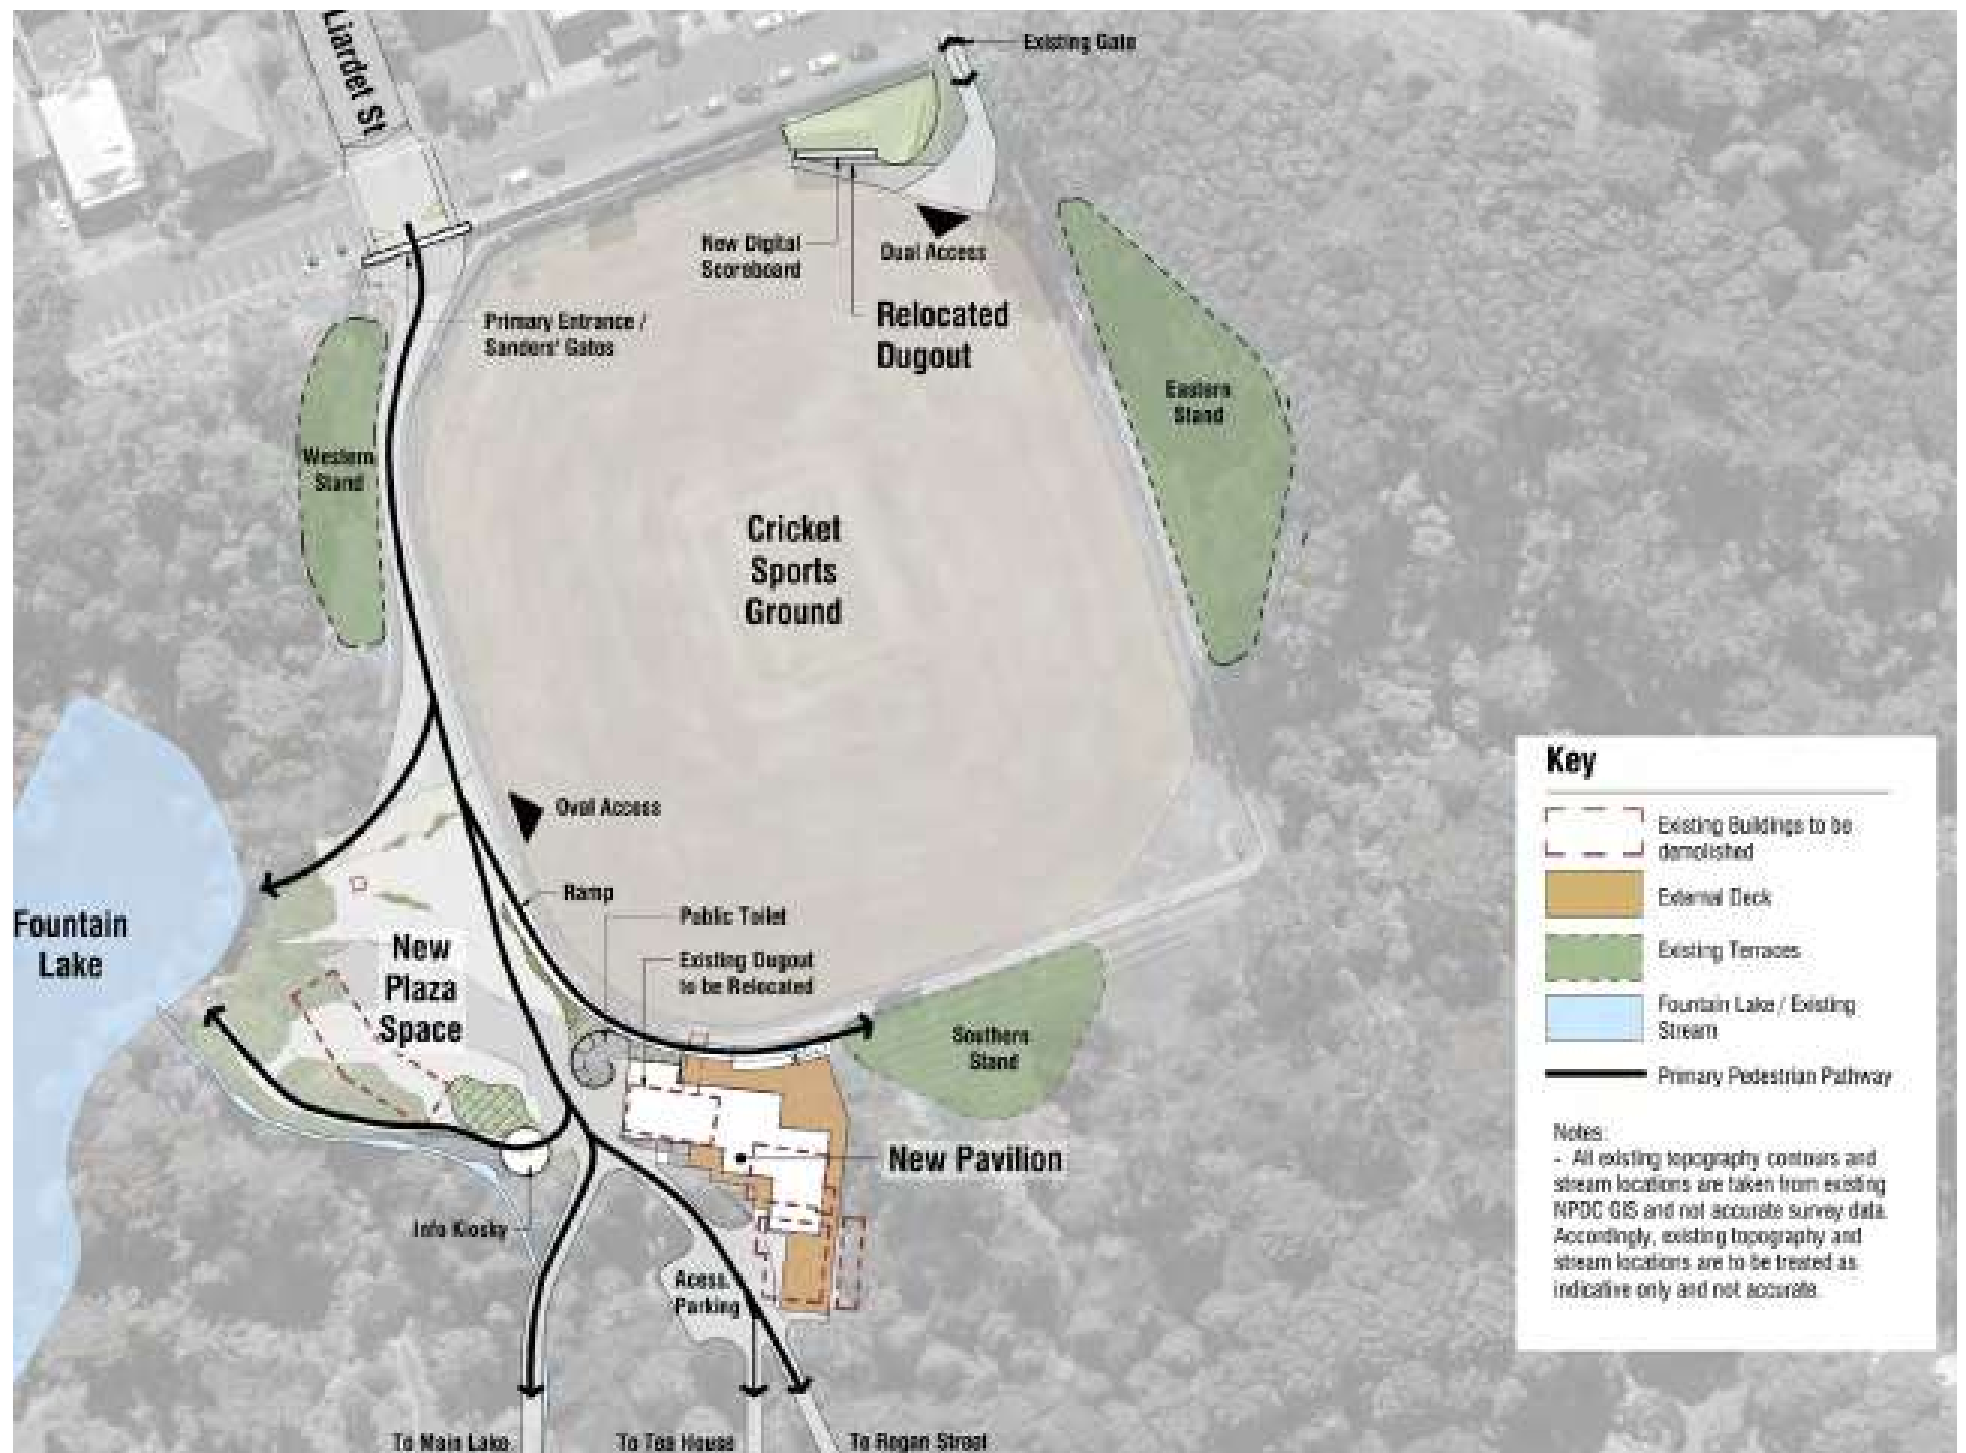 Liardet St
Existing Gate
New Digital
Scoreboard
Oval Access
Relocated
Dugout
Primary Entrance /
Sanders' Gates
Eastern
Stand
Western
Stand
Cricket
Sports
Ground
Oval Access
Ramp
Public Toilet
Existing Dugout
to be Relocated
Fountain
Lake
New
Plaza
Space
Southern
Stand
New Pavilion
Info Kiosky
Acess.
Parking
To Main Lake
To Tea House
To Rogan Street
Key
Existing Buildings to be
demolished
External Deck
Existing Terraces
Fountain Lake / Existing
Stream
Primary Pedestrian Pathway
Notes:
- All existing topography contours and
stream locations are taken from existing
NPDC GIS and not accurate survey data.
Accordingly, existing topography and
stream locations are to be treated as
indicative only and not accurate.